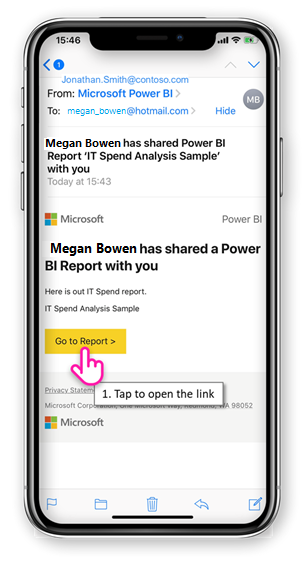 15:46
1
Jonathan.Smith@contoso.com
From: Microsoft Power BI >
MB
To: megan_bowen@hotmail.com > Hide
Megan Bowen has shared Power BI
Report 'IT Spend Analysis Sample'
with you
Today at 15:43
Microsoft Power BI
Megan Bowen has shared a Power
BI Report with you
Here is out IT Spend report.
IT Spend Analysis Sample
Go to Report >
Privacy Stateme
1. Tap to open the link
Microsoft Corporation, One Microsoft Way, Redmond, WA 98052
Microsoft